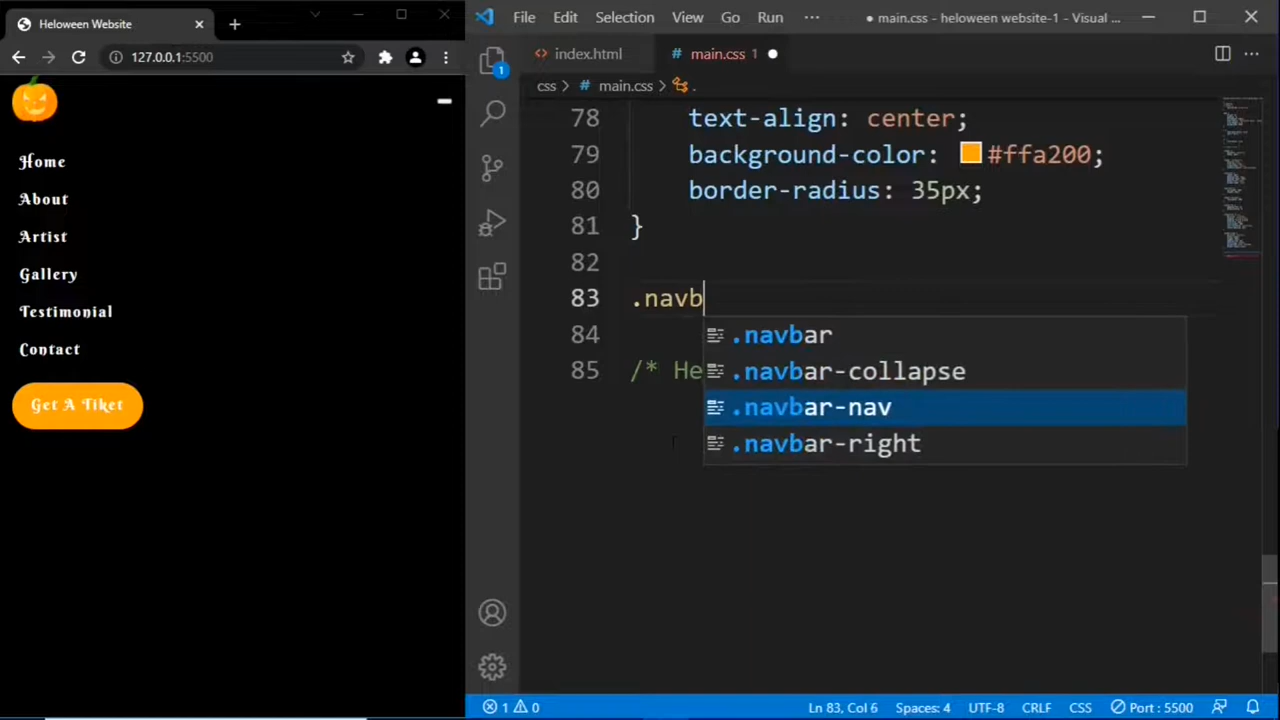 Heloween Website
127.0.0.1:5500
Home
About
Artist
Gallery
Testimonial
Contact
Get A Tiket
File Edit Selection View Go Run ··· ● main.css - heloween website-1 - Visual ...
1
<> index.html # main.css 1 ●
css > # main.css > .
78 text-align: center;
79 background-color: #ffa200;
80 border-radius: 35px;
81 }
82
83 .navb
84 .navbar
85 /* He .navbar-collapse
.navbar-nav
.navbar-right
1 0 Ln 83, Col 6 Spaces: 4 UTF-8 CRLF CSS Port : 5500